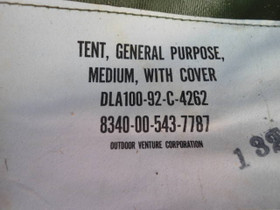 TENT, GENERAL PURPOSE,
MEDIUM, WITH COVER
DLA100-92-C-4262
8340-00-543-7787
OUTDOOR VENTURE CORPORATION